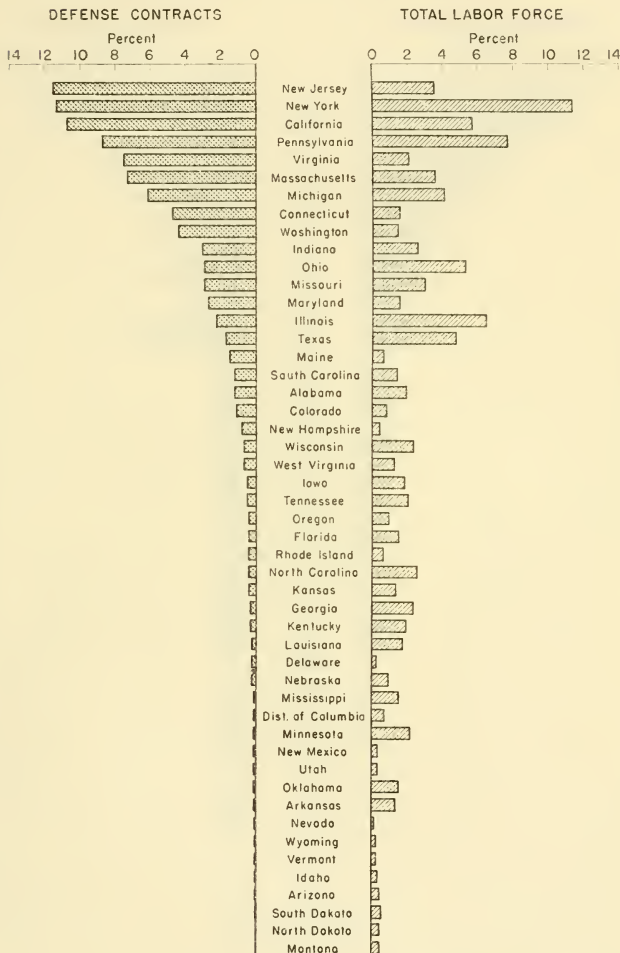 DEFENSE CONTRACTS
TOTAL LABOR FORCE
Percent
Percent
14 12 10 8 6 4 2 0
0 2 4 6 8 10 12 14
New Jersey
New York
California
Pennsylvania
Virginia
Massachusetts
Michigan
Connecticut
Washington
Indiana
Ohio
Missouri
Maryland
Illinois
Texas
Maine
South Carolina
Alabama
Colorado
New Hampshire
Wisconsin
West Virginia
Iowa
Tennessee
Oregon
Florida
Rhode Island
North Carolina
Kansas
Georgia
Kentucky
Louisiana
Delaware
Nebraska
Mississippi
Dist. of Columbia
Minnesota
New Mexico
Utah
Oklahoma
Arkansas
Nevada
Wyoming
Vermont
Idaho
Arizona
South Dakota
North Dakota
Montana